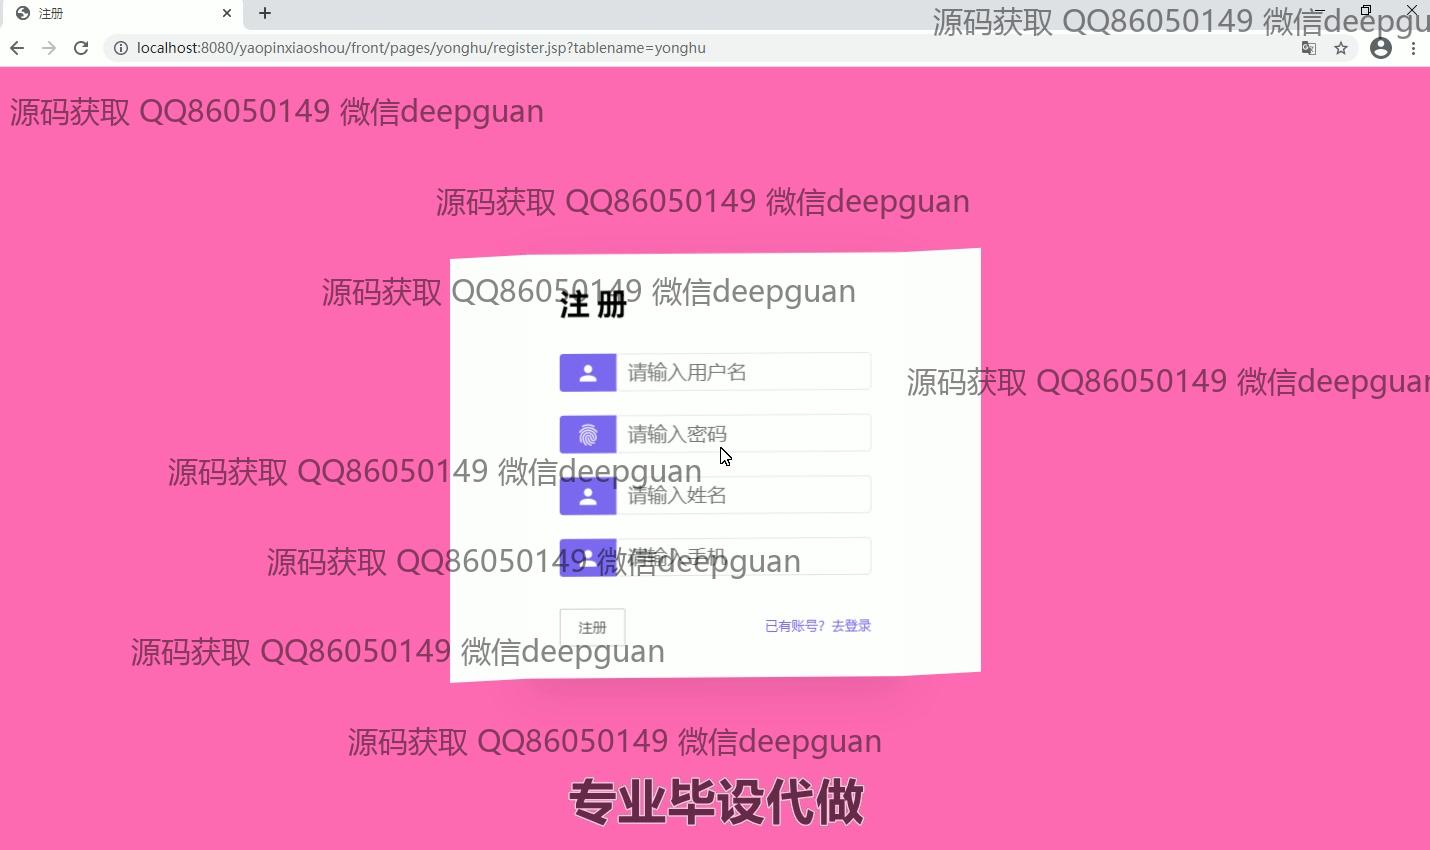 注册
源码获取 QQ86050149 微信deepgu
localhost:8080/yaopinxiaoshou/front/pages/yonghu/register.jsp?tablename=yonghu
源码获取 QQ86050149 微信deepguan
源码获取 QQ86050149 微信deepguan
源码获取 QQ86050149 微信deepguan
注 册
请输入用户名
源码获取 QQ86050149 微信deepguan
请输入密码
源码获取 QQ86050149 微信deepguan
请输入姓名
源码获取 QQ86050149 微信deepguan
请输入手机
注册
已有账号？去登录
源码获取 QQ86050149 微信deepguan
源码获取 QQ86050149 微信deepguan
专业毕设代做